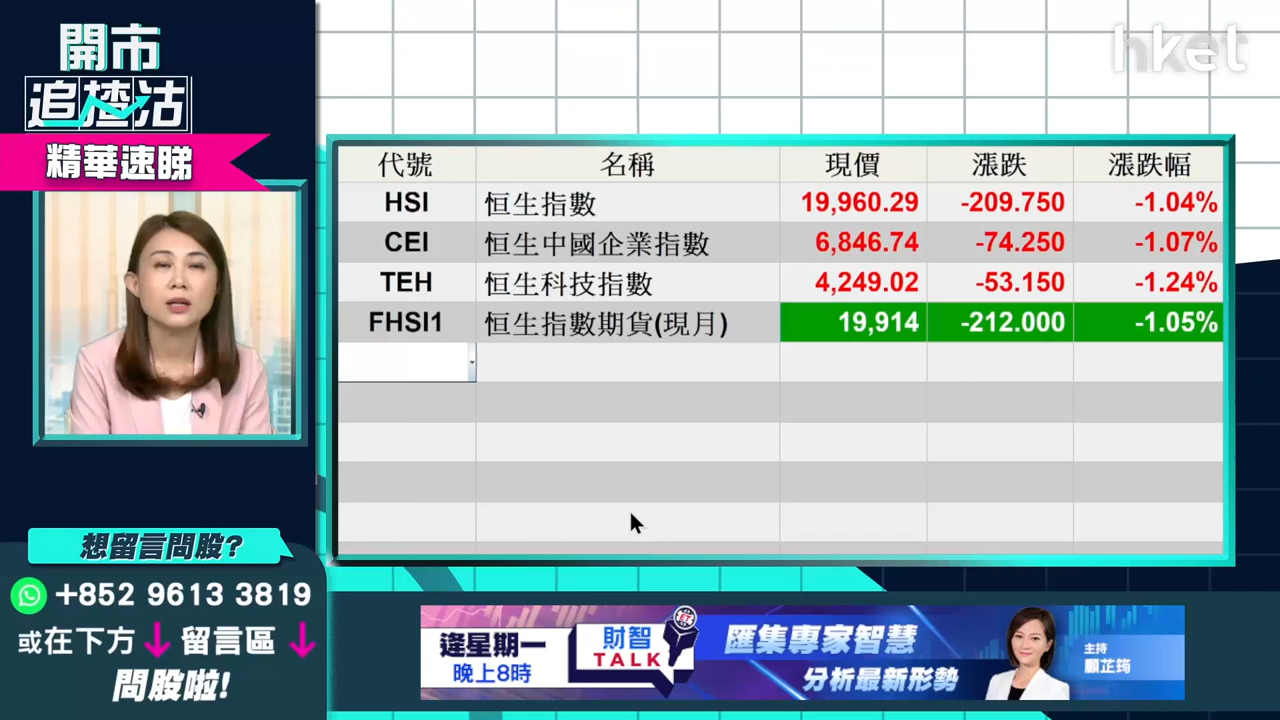 開市
追揸沽
精華速睇
hket
代號 名稱 現價 漲跌 漲跌幅
HSI 恒生指數 19,960.29 -209.750 -1.04%
CEI 恒生中國企業指數 6,846.74 -74.250 -1.07%
TEH 恒生科技指數 4,249.02 -53.150 -1.24%
FHSI1 恒生指數期貨(現月) 19,914 -212.000 -1.05%
想留言問股?
+852 9613 3819
或在下方 留言區
問股啦!
逢星期一
晚上8時
財智
TALK
匯集專家智慧
分析最新形勢
主持
顧芷筠